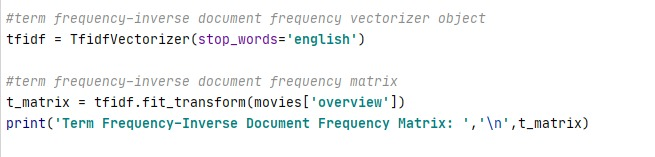 #term frequency-inverse document frequency vectorizer object
tfidf = TfidfVectorizer(stop_words='english')
#term frequency-inverse document frequency matrix
t_matrix = tfidf.fit_transform(movies['overview'])
print('Term Frequency-Inverse Document Frequency Matrix: ','\n',t_matrix)